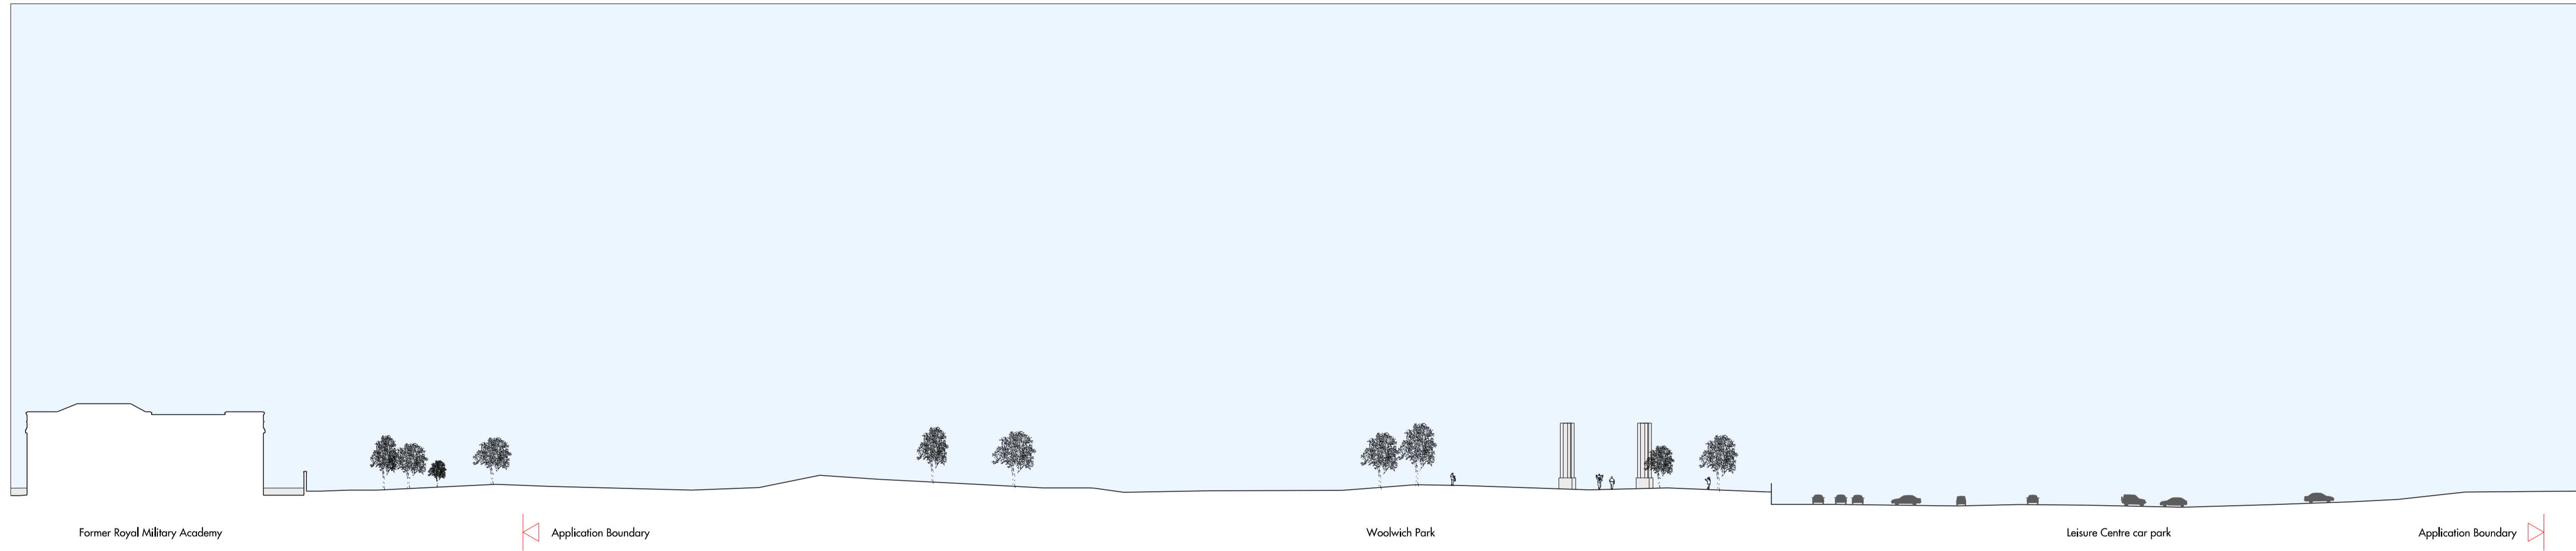 Former Royal Military Academy
Application Boundary
Woolwich Park
Leisure Centre car park
Application Boundary